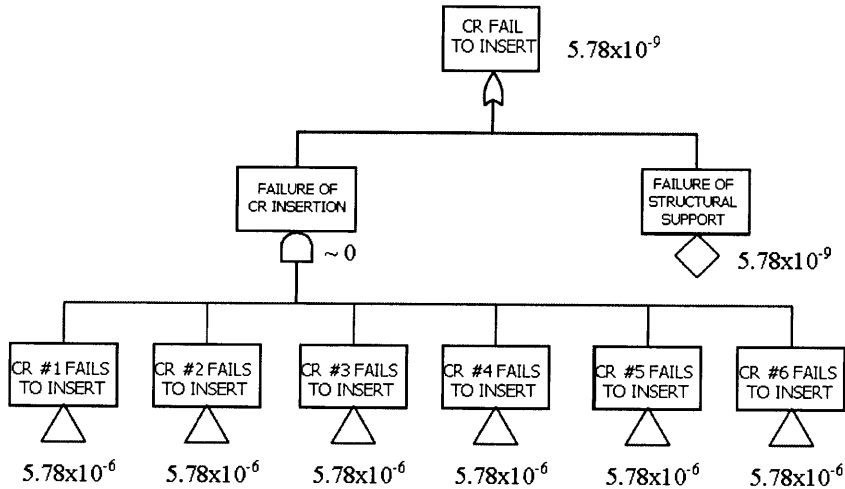 CR FAIL
TO INSERT
5.78x10⁻⁹
FAILURE OF
CR INSERTION
~ 0
FAILURE OF
STRUCTURAL
SUPPORT
5.78x10⁻⁹
CR #1 FAILS
TO INSERT
CR #2 FAILS
TO INSERT
CR #3 FAILS
TO INSERT
CR #4 FAILS
TO INSERT
CR #5 FAILS
TO INSERT
CR #6 FAILS
TO INSERT
5.78x10⁻⁶
5.78x10⁻⁶
5.78x10⁻⁶
5.78x10⁻⁶
5.78x10⁻⁶
5.78x10⁻⁶